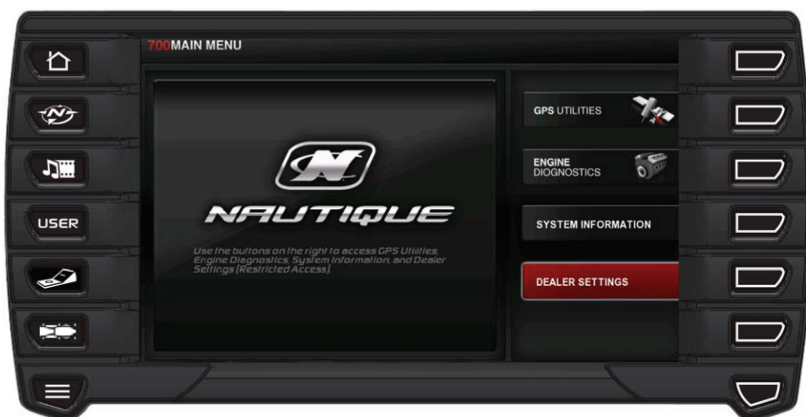 700MAIN MENU
GPS UTILITIES
ENGINE
DIOGNOSTICS
USER
NAUTIQUE
SYSTEM INFORMATION
Use the buttons on the right to access GPS Utilities,
Engine Diagnostics, System Information, and Dealer
Settings [Restricted Access].
DEALER SETTINGS